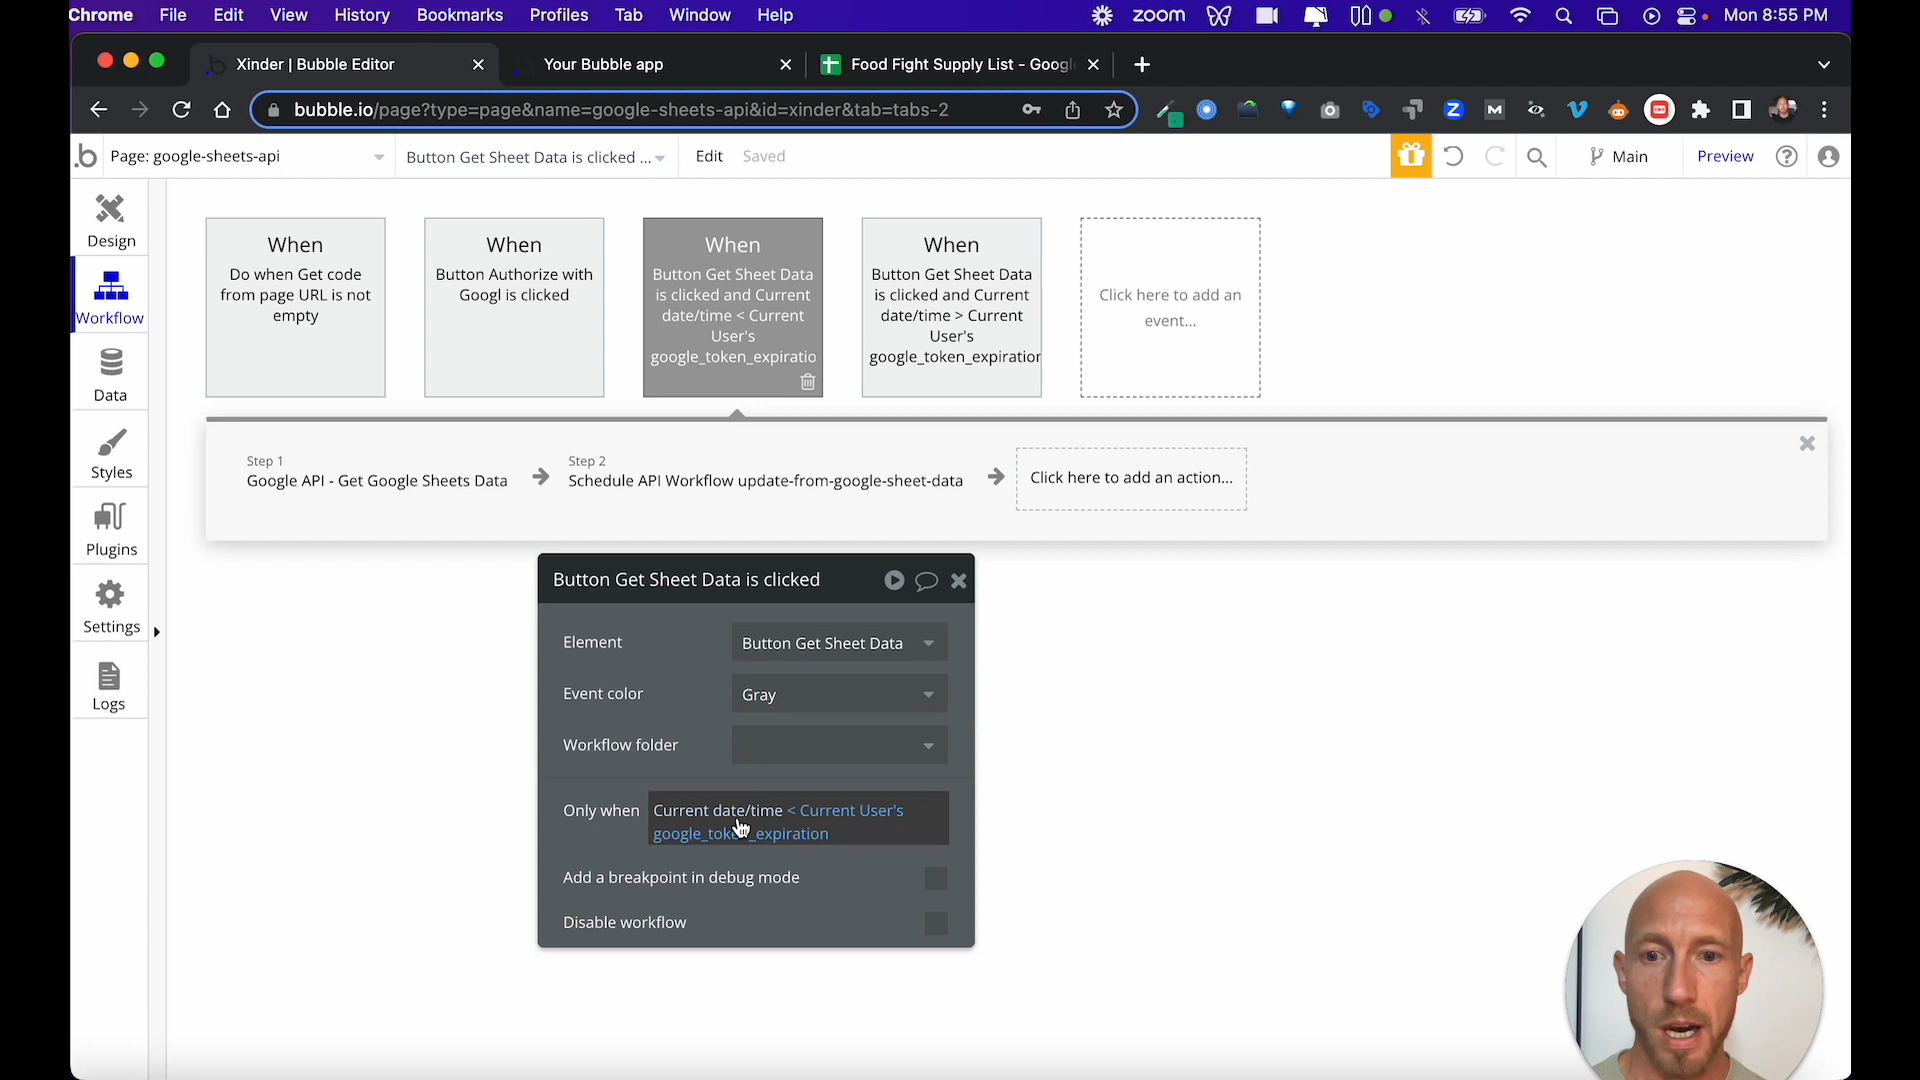 Chrome File Edit View History Bookmarks Profiles Tab Window Help zoom Mon 8:55 PM
Xinder | Bubble Editor Your Bubble app Food Fight Supply List - Googl
bubble.io/page?type=page&name=google-sheets-api&id=xinder&tab=tabs-2
Page: google-sheets-api Button Get Sheet Data is clicked ... Edit Saved Main Preview
Design
Workflow
Data
Styles
Plugins
Settings
Logs
When
Do when Get code
from page URL is not
empty
When
Button Authorize with
Googl is clicked
When
Button Get Sheet Data
is clicked and Current
date/time < Current
User's
google_token_expiratio
When
Button Get Sheet Data
is clicked and Current
date/time > Current
User's
google_token_expiration
Click here to add an
event...
Step 1
Google API - Get Google Sheets Data
Step 2
Schedule API Workflow update-from-google-sheet-data
Click here to add an action...
Button Get Sheet Data is clicked
Element Button Get Sheet Data
Event color Gray
Workflow folder
Only when Current date/time < Current User's
google_token_expiration
Add a breakpoint in debug mode
Disable workflow